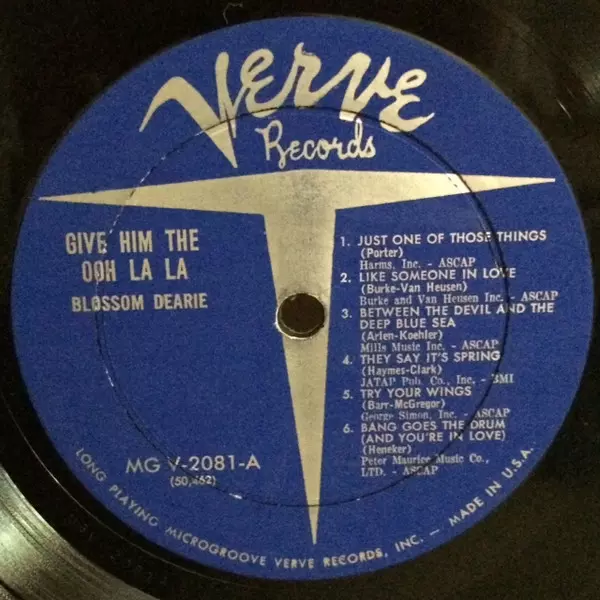 Verve
Records
GIVE HIM THE
OOH LA LA
BLOSSOM DEARIE
1. JUST ONE OF THOSE THINGS
(Porter)
Harms, Inc. - ASCAP
2. LIKE SOMEONE IN LOVE
(Burke-Van Heusen)
Burke and Van Heusen Inc. - ASCAP
3. BETWEEN THE DEVIL AND THE
DEEP BLUE SEA
(Arlen-Koehler)
Mills Music Inc. - ASCAP
4. THEY SAY IT'S SPRING
(Haymes-Clark)
JATAP Pub. Co., Inc. - BMI
5. TRY YOUR WINGS
(Barr-McGregor)
George Simon, Inc. - ASCAP
6. BANG GOES THE DRUM
(AND YOU'RE IN LOVE)
(Heneker)
Peter Maurice Music Co.,
LTD. - ASCAP
MG V-2081-A
(50,462)
LONG PLAYING MICROGROOVE VERVE RECORDS, INC. — MADE IN U.S.A.